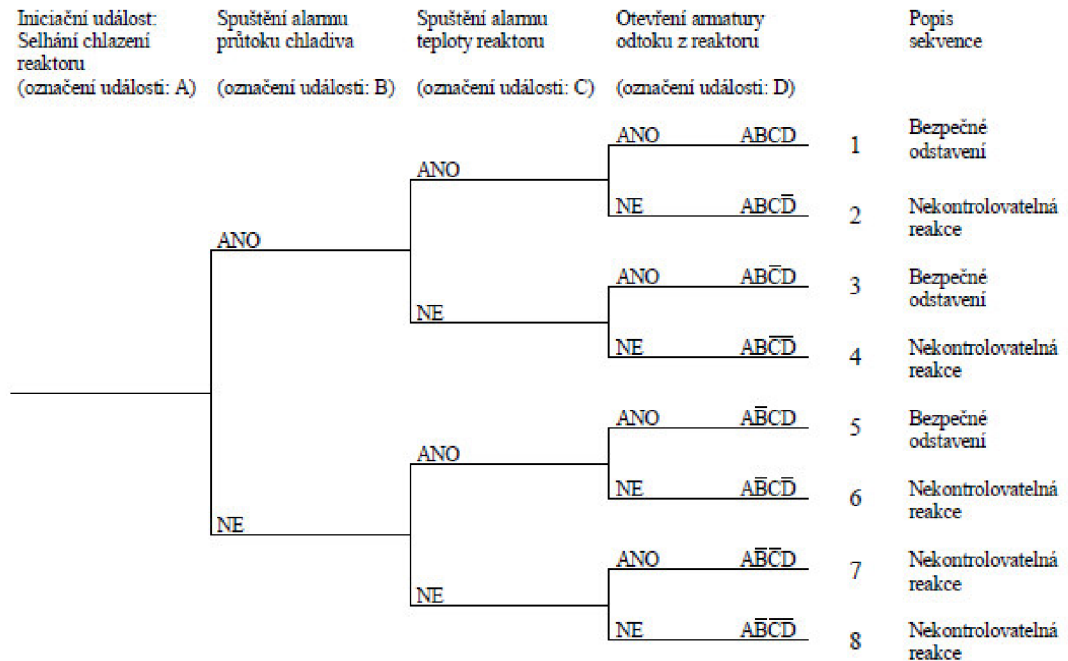 Iniciační událost:
Selhání chlazení
reaktoru
(označení události: A)
Spuštění alarmu
průtoku chladiva
(označení události: B)
Spuštění alarmu
teploty reaktoru
(označení události: C)
Otevření armatury
odtoku z reaktoru
(označení události: D)
Popis
sekvence
ANO
NE
ANO
NE
ANO
NE
ANO ABCD 1 Bezpečné
odstavení
NE ABCD̅ 2 Nekontrolovatelná
reakce
ANO ABC̅D 3 Bezpečné
odstavení
NE ABC̅D̅ 4 Nekontrolovatelná
reakce
ANO AB̅CD 5 Bezpečné
odstavení
NE AB̅CD̅ 6 Nekontrolovatelná
reakce
ANO AB̅C̅D 7 Nekontrolovatelná
reakce
NE AB̅C̅D̅ 8 Nekontrolovatelná
reakce